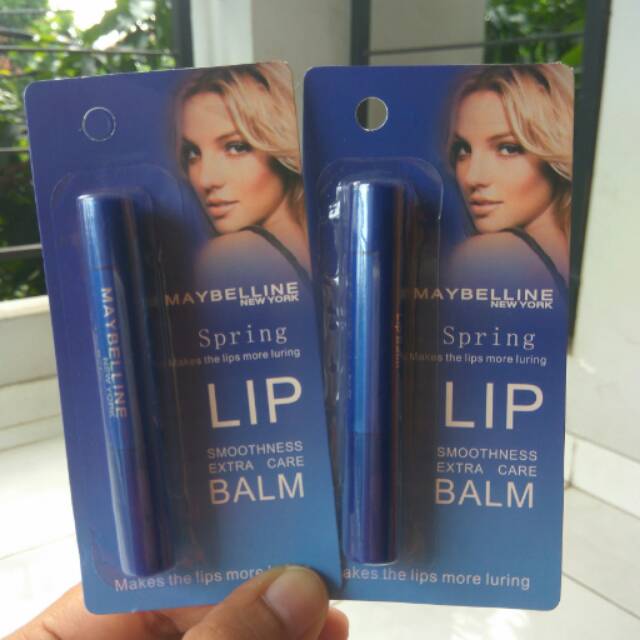 MAYBELLINE
NEW YORK
Spring
Makes the lips more luring
LIP
SMOOTHNESS
EXTRA CARE
BALM
Makes the lips more
MAYBELLINE
NEW YORK
MAYBELLINE
NEW YORK
Spring
Makes the lips more luring
LIP
SMOOTHNESS
EXTRA CARE
BALM
akes the lips more luring